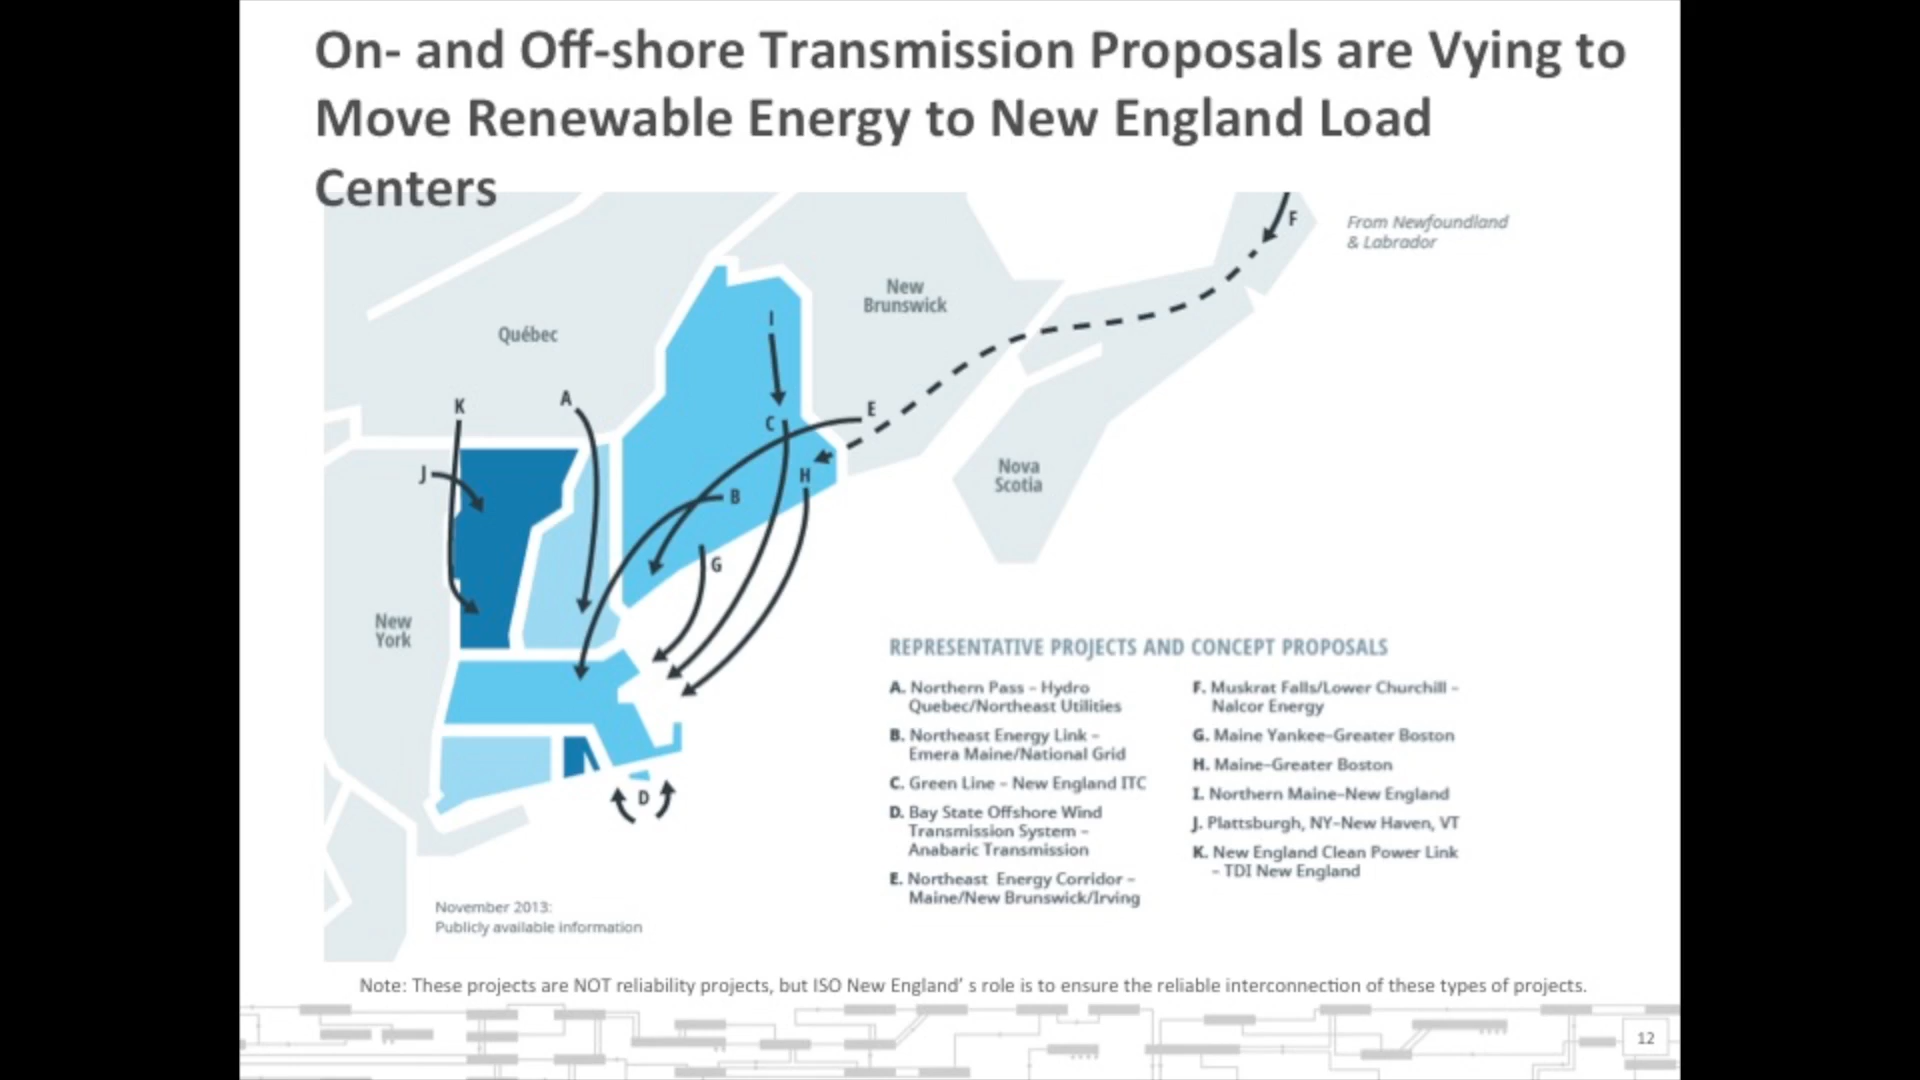 On- and Off-shore Transmission Proposals are Vying to
Move Renewable Energy to New England Load
Centers
F
From Newfoundland
& Labrador
New
Brunswick
I
Québec
A
K
E
C
J
H
Nova
Scotia
B
G
New
York
D
REPRESENTATIVE PROJECTS AND CONCEPT PROPOSALS
A. Northern Pass – Hydro
Quebec/Northeast Utilities
B. Northeast Energy Link –
Emera Maine/National Grid
C. Green Line – New England ITC
D. Bay State Offshore Wind
Transmission System –
Anabaric Transmission
E. Northeast Energy Corridor –
Maine/New Brunswick/Irving
F. Muskrat Falls/Lower Churchill –
Nalcor Energy
G. Maine Yankee–Greater Boston
H. Maine–Greater Boston
I. Northern Maine–New England
J. Plattsburgh, NY–New Haven, VT
K. New England Clean Power Link
– TDI New England
November 2013:
Publicly available information
Note: These projects are NOT reliability projects, but ISO New England' s role is to ensure the reliable interconnection of these types of projects.
12